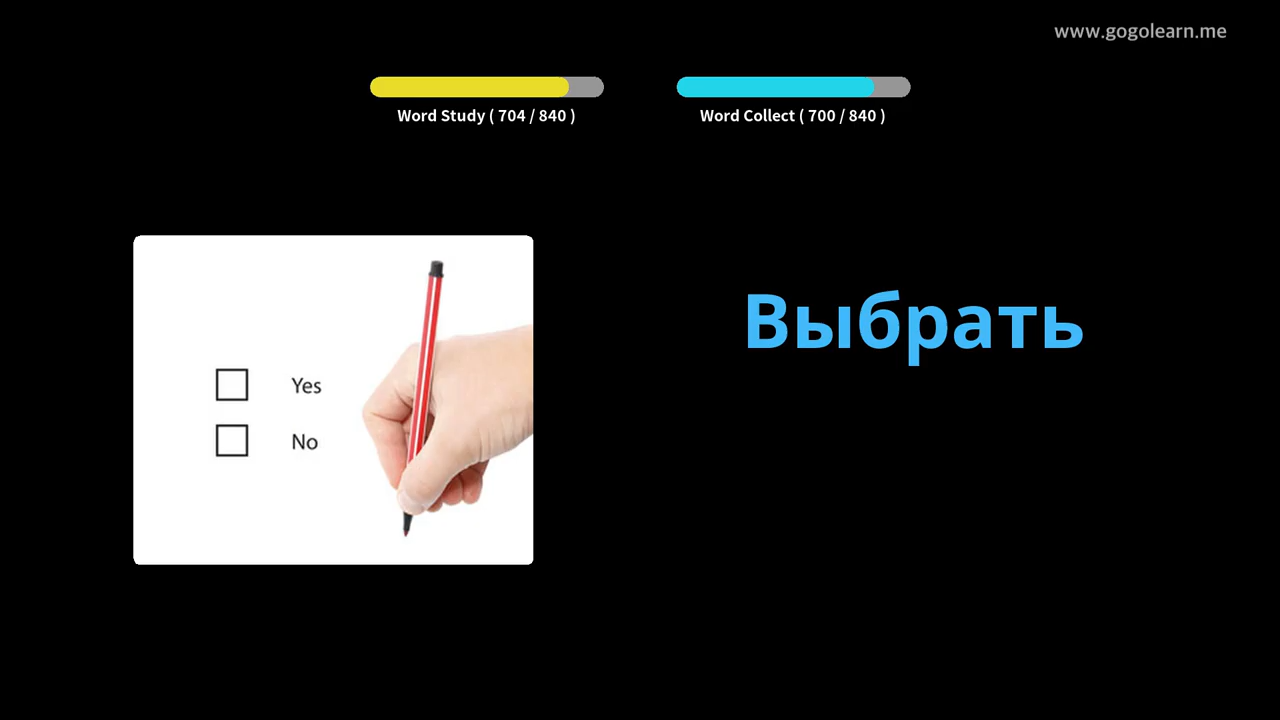 www.gogolearn.me
Word Study ( 704 / 840 )
Word Collect ( 700 / 840 )
Выбрать
Yes
No